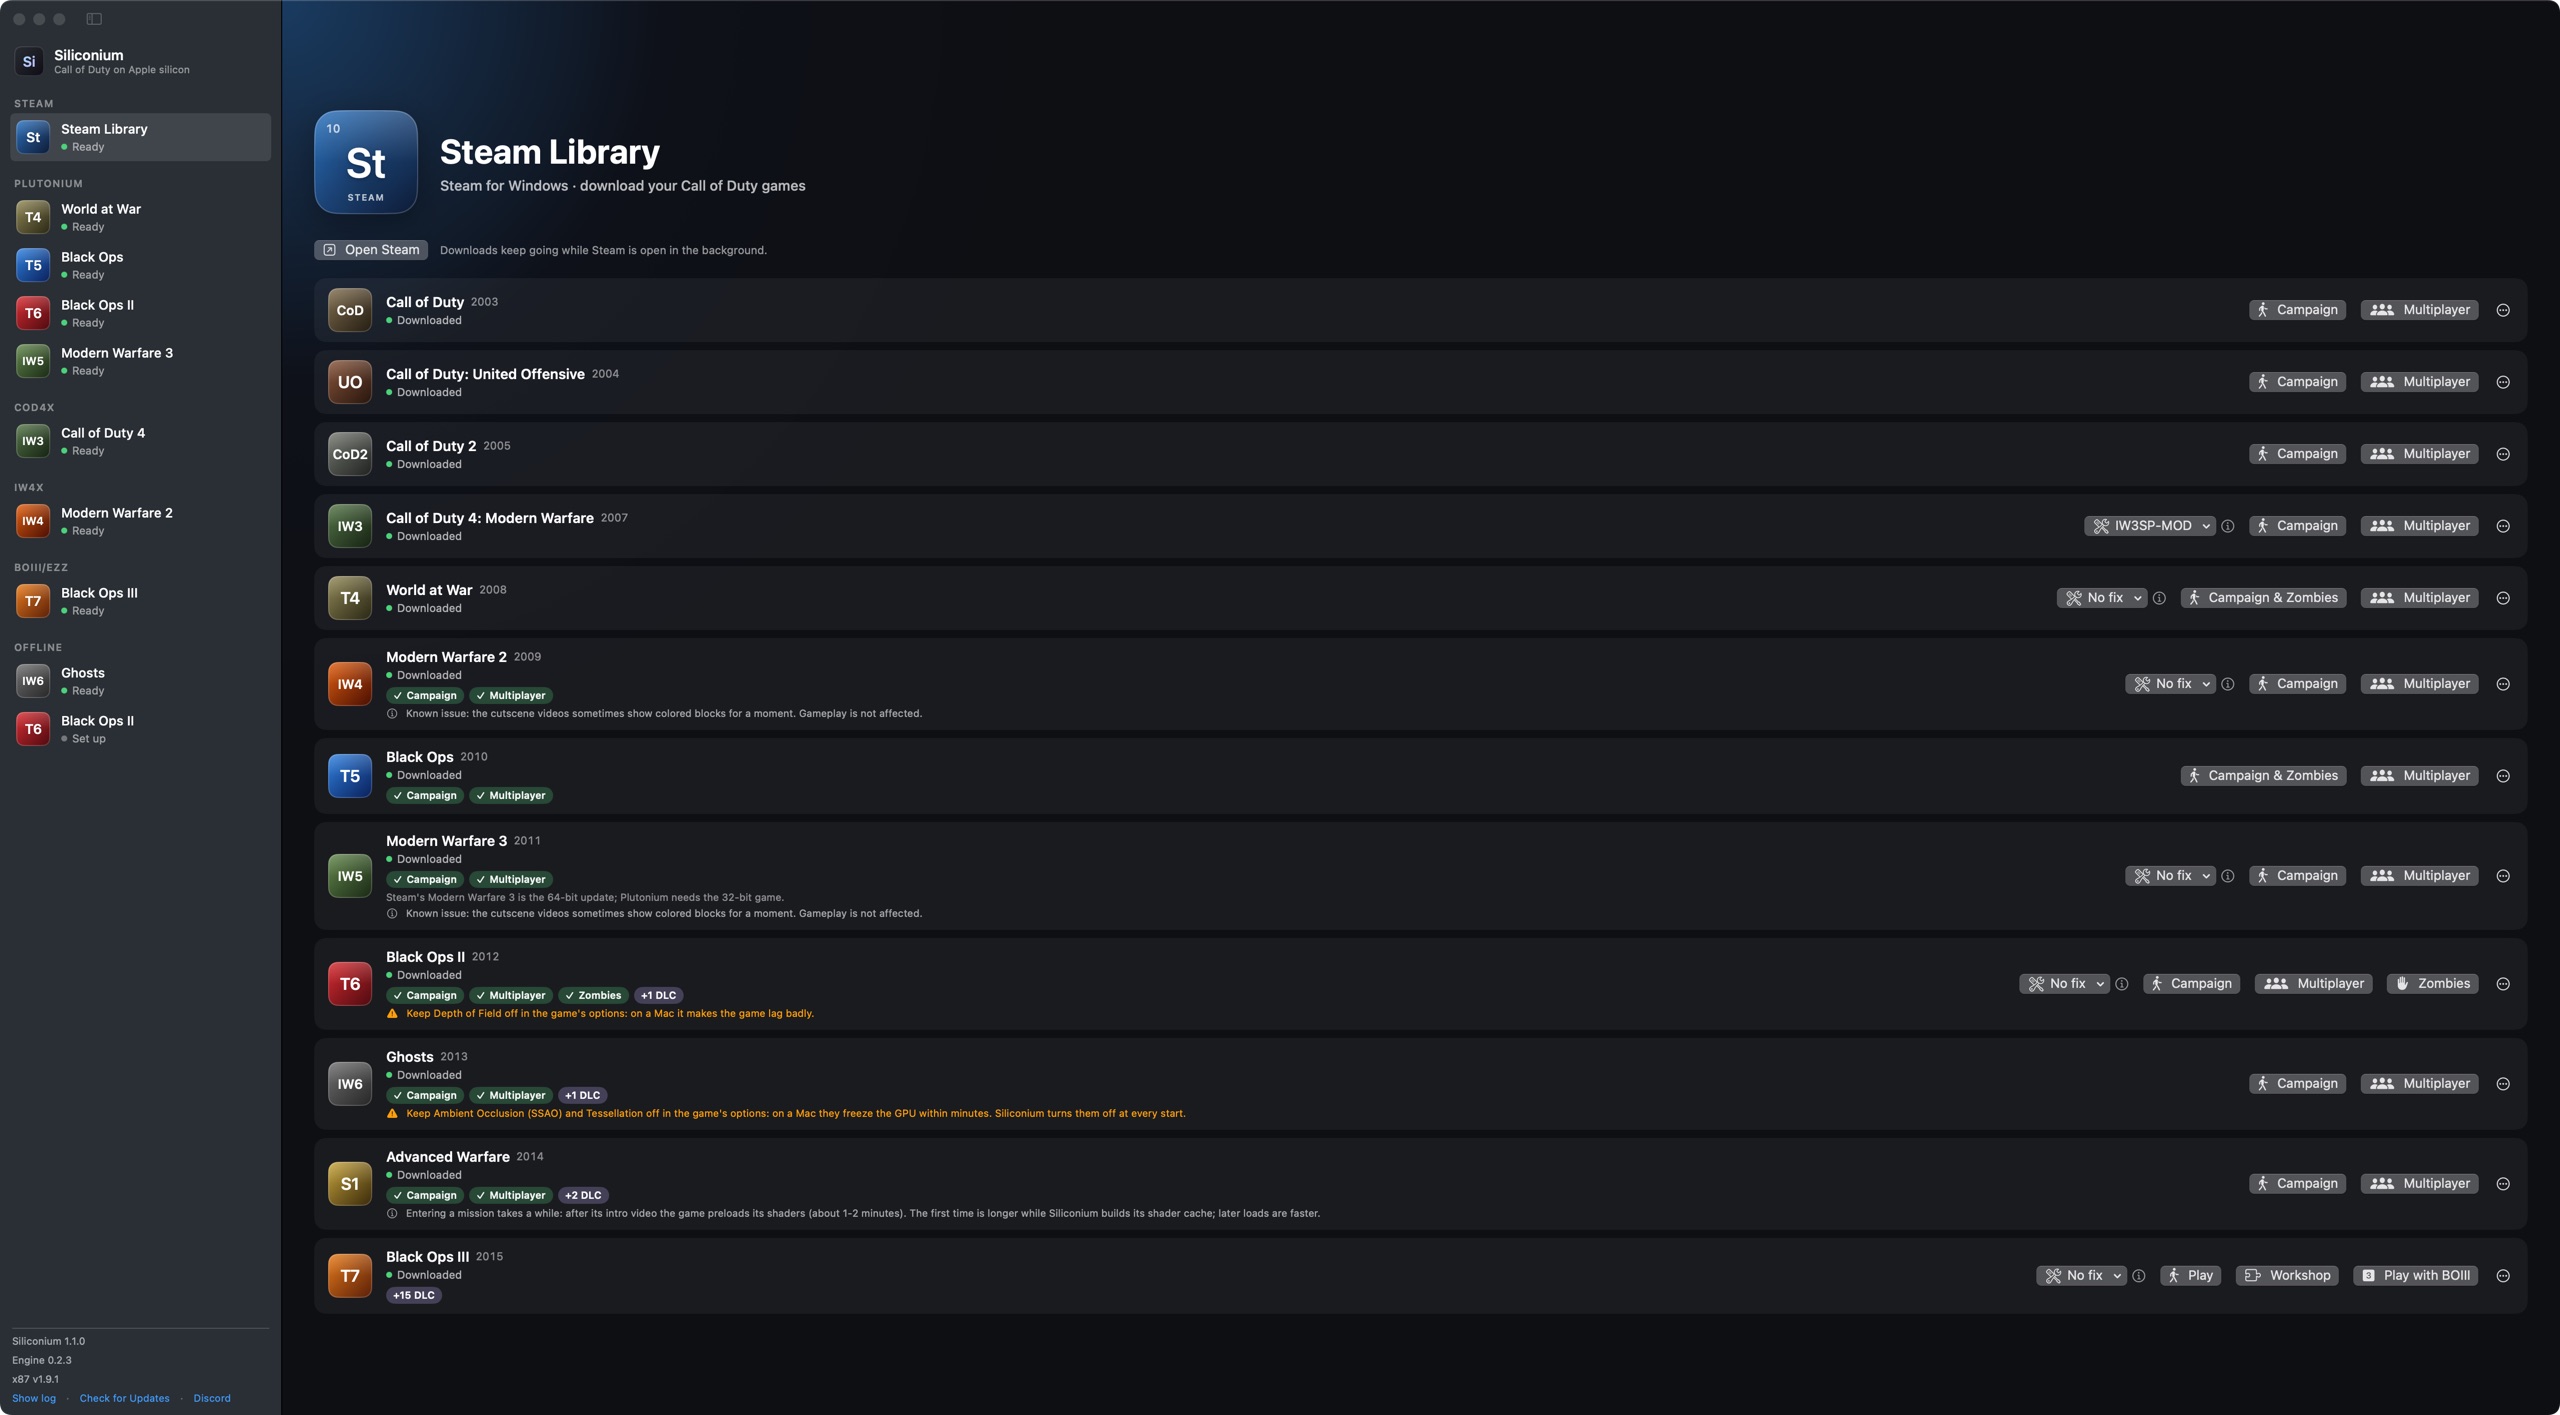 Si
Siliconium
Call of Duty on Apple silicon
STEAM
St
Steam Library
Ready
PLUTONIUM
T4
World at War
Ready
T5
Black Ops
Ready
T6
Black Ops II
Ready
IW5
Modern Warfare 3
Ready
COD4X
IW3
Call of Duty 4
Ready
IW4X
IW4
Modern Warfare 2
Ready
BOIII/EZZ
T7
Black Ops III
Ready
OFFLINE
IW6
Ghosts
Ready
T6
Black Ops II
Set up
Siliconium 1.1.0
Engine 0.2.3
x87 v1.9.1
Show log · Check for Updates · Discord
10
St
STEAM
Steam Library
Steam for Windows · download your Call of Duty games
Open Steam Downloads keep going while Steam is open in the background.
CoD
Call of Duty 2003
Downloaded
Campaign Multiplayer
UO
Call of Duty: United Offensive 2004
Downloaded
Campaign Multiplayer
CoD2
Call of Duty 2 2005
Downloaded
Campaign Multiplayer
IW3
Call of Duty 4: Modern Warfare 2007
Downloaded
IW3SP-MOD Campaign Multiplayer
T4
World at War 2008
Downloaded
No fix Campaign & Zombies Multiplayer
IW4
Modern Warfare 2 2009
Downloaded
✓ Campaign ✓ Multiplayer
Known issue: the cutscene videos sometimes show colored blocks for a moment. Gameplay is not affected.
No fix Campaign Multiplayer
T5
Black Ops 2010
Downloaded
✓ Campaign ✓ Multiplayer
Campaign & Zombies Multiplayer
IW5
Modern Warfare 3 2011
Downloaded
✓ Campaign ✓ Multiplayer
Steam's Modern Warfare 3 is the 64-bit update; Plutonium needs the 32-bit game.
Known issue: the cutscene videos sometimes show colored blocks for a moment. Gameplay is not affected.
No fix Campaign Multiplayer
T6
Black Ops II 2012
Downloaded
✓ Campaign ✓ Multiplayer ✓ Zombies +1 DLC
Keep Depth of Field off in the game's options: on a Mac it makes the game lag badly.
No fix Campaign Multiplayer Zombies
IW6
Ghosts 2013
Downloaded
✓ Campaign ✓ Multiplayer +1 DLC
Keep Ambient Occlusion (SSAO) and Tessellation off in the game's options: on a Mac they freeze the GPU within minutes. Siliconium turns them off at every start.
Campaign Multiplayer
S1
Advanced Warfare 2014
Downloaded
✓ Campaign ✓ Multiplayer +2 DLC
Entering a mission takes a while: after its intro video the game preloads its shaders (about 1-2 minutes). The first time is longer while Siliconium builds its shader cache; later loads are faster.
Campaign Multiplayer
T7
Black Ops III 2015
Downloaded
+15 DLC
No fix Play Workshop 3 Play with BOIII